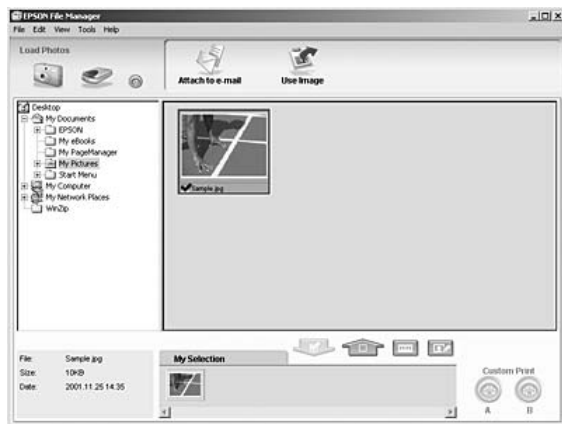 EPSON File Manager
File Edit View Tools Help
Load Photos
Attach to e-mail
Use Image
Desktop
My Documents
EPSON
My eBooks
My PageManager
My Pictures
Start Menu
My Computer
My Network Places
WinZip
Sample.jpg
File: Sample.jpg
Size: 10KB
Date: 2001.11.25 14:35
My Selection
Custom Print
A B